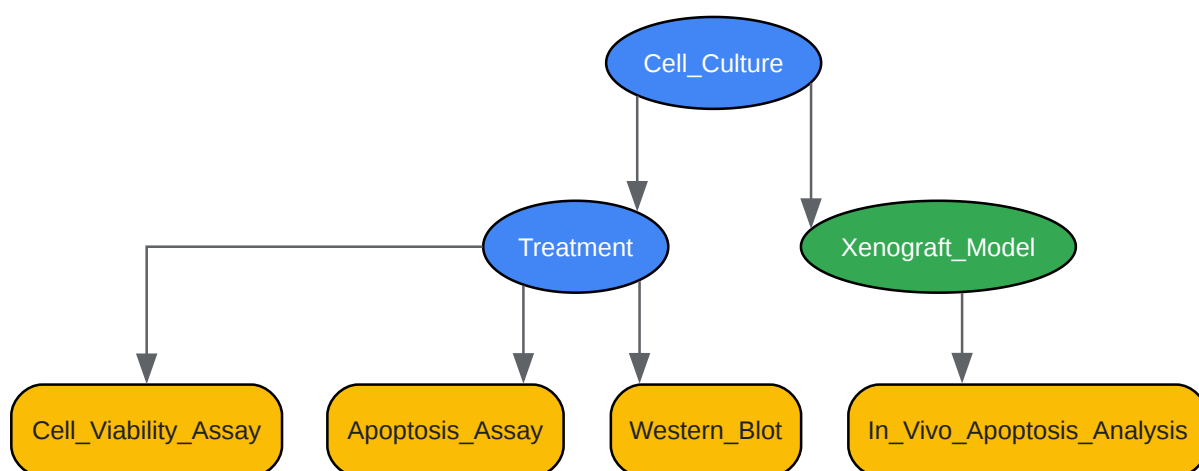 Cell_Culture
Treatment
Xenograft_Model
Cell_Viability_Assay
Apoptosis_Assay
Western_Blot
In_Vivo_Apoptosis_Analysis